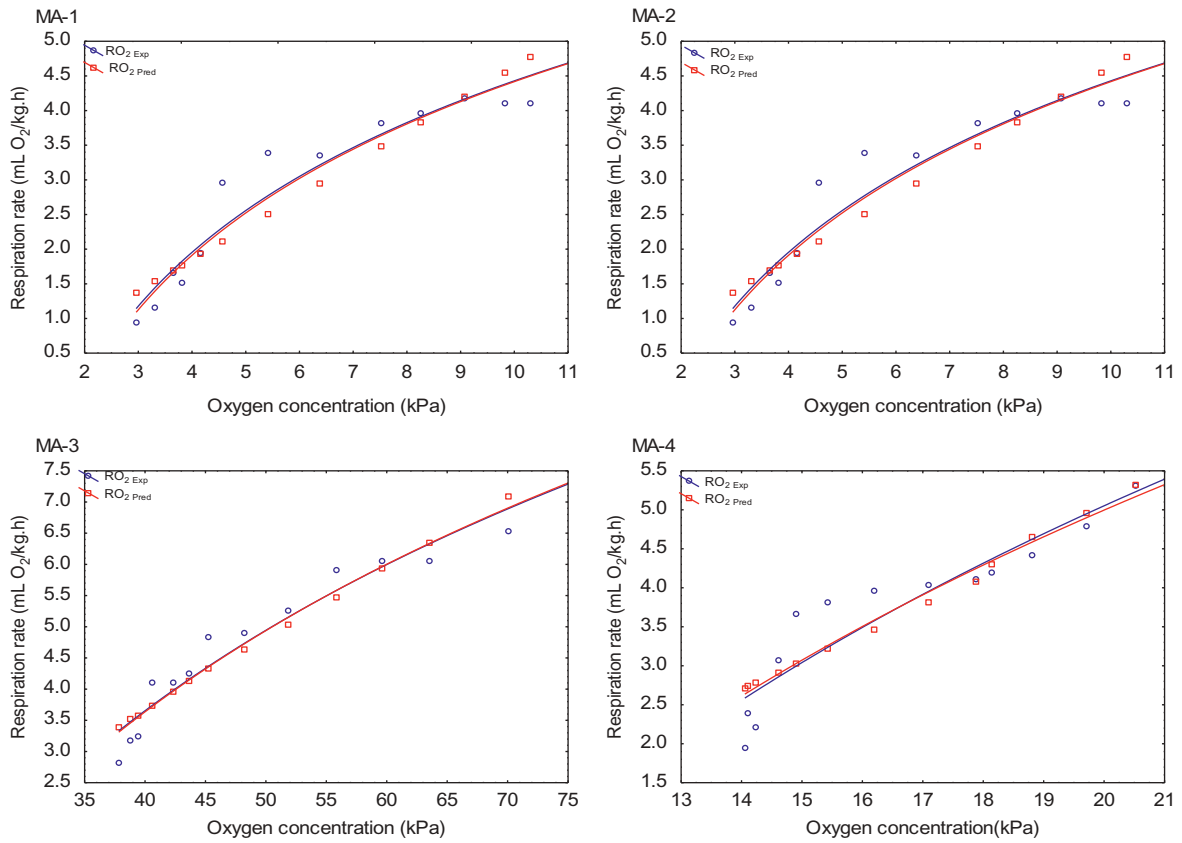 MA-1
RO2 Exp
RO2 Pred
Respiration rate (mL O2/kg.h)
5.0
4.5
4.0
3.5
3.0
2.5
2.0
1.5
1.0
0.5
2 3 4 5 6 7 8 9 10 11
Oxygen concentration (kPa)
MA-2
RO2 Exp
RO2 Pred
Respiration rate (mL O2/kg.h)
5.0
4.5
4.0
3.5
3.0
2.5
2.0
1.5
1.0
0.5
2 3 4 5 6 7 8 9 10 11
Oxygen concentration (kPa)
MA-3
RO2 Exp
RO2 Pred
Respiration rate (mL O2/kg.h)
7.5
7.0
6.5
6.0
5.5
5.0
4.5
4.0
3.5
3.0
2.5
35 40 45 50 55 60 65 70 75
Oxygen concentration (kPa)
MA-4
RO2 Exp
RO2 Pred
Respiration rate (mL O2/kg.h)
5.5
5.0
4.5
4.0
3.5
3.0
2.5
2.0
1.5
13 14 15 16 17 18 19 20 21
Oxygen concentration(kPa)